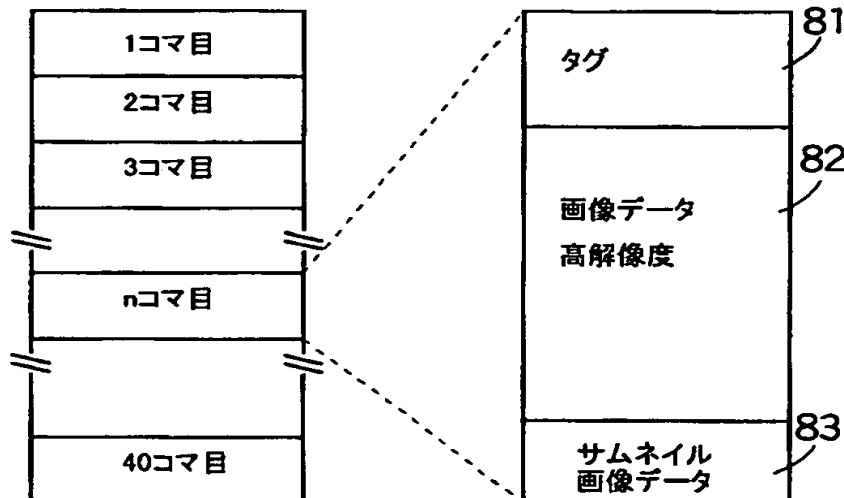 1コマ目
2コマ目
3コマ目
nコマ目
40コマ目
81
タグ
82
画像データ
高解像度
83
サムネイル
画像データ